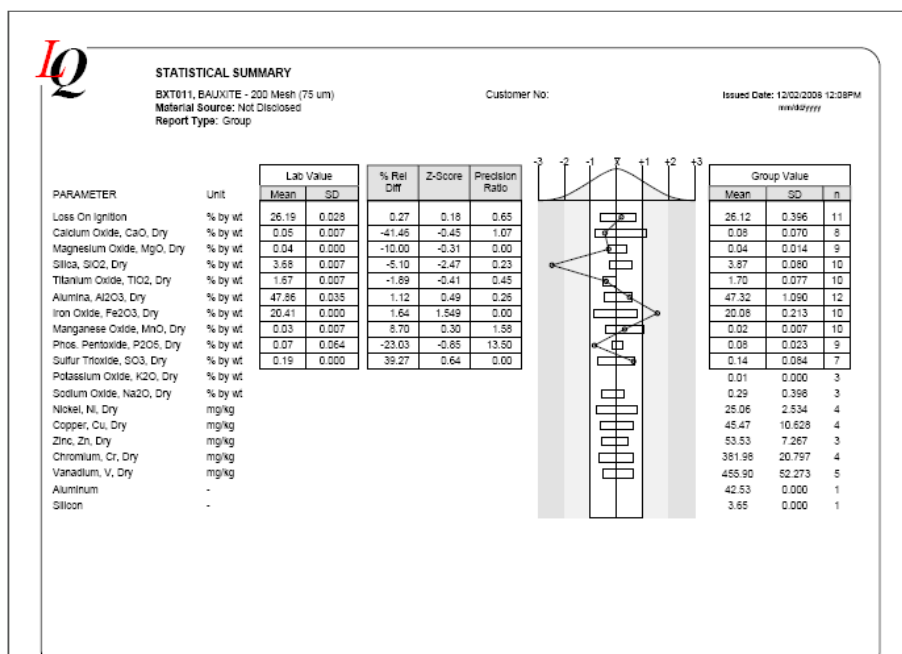 LQ
STATISTICAL SUMMARY
BXT011, BAUXITE - 200 Mesh (75 um) Customer No: Issued Date: 12/02/2008 12:08PM
Material Source: Not Disclosed mm/dd/yyyy
Report Type: Group
-3 -2 -1 x̅ +1 +2 +3
Lab Value % Rel Diff Z-Score Precision Ratio Group Value
PARAMETER Unit Mean SD Mean SD n
Loss On Ignition % by wt 26.19 0.028 0.27 0.18 0.65 26.12 0.396 11
Calcium Oxide, CaO, Dry % by wt 0.05 0.007 -41.46 -0.45 1.07 0.08 0.070 8
Magnesium Oxide, MgO, Dry % by wt 0.04 0.000 -10.00 -0.31 0.00 0.04 0.014 9
Silica, SiO2, Dry % by wt 3.68 0.007 -5.10 -2.47 0.23 3.87 0.080 10
Titanium Oxide, TiO2, Dry % by wt 1.67 0.007 -1.89 -0.41 0.45 1.70 0.077 10
Alumina, Al2O3, Dry % by wt 47.86 0.035 1.12 0.49 0.26 47.32 1.090 12
Iron Oxide, Fe2O3, Dry % by wt 20.41 0.000 1.64 1.549 0.00 20.08 0.213 10
Manganese Oxide, MnO, Dry % by wt 0.03 0.007 8.70 0.30 1.58 0.02 0.007 10
Phos. Pentoxide, P2O5, Dry % by wt 0.07 0.064 -23.03 -0.85 13.50 0.08 0.023 9
Sulfur Trioxide, SO3, Dry % by wt 0.19 0.000 39.27 0.64 0.00 0.14 0.084 7
Potassium Oxide, K2O, Dry % by wt 0.01 0.000 3
Sodium Oxide, Na2O, Dry % by wt 0.29 0.398 3
Nickel, Ni, Dry mg/kg 25.06 2.534 4
Copper, Cu, Dry mg/kg 45.47 10.628 4
Zinc, Zn, Dry mg/kg 53.53 7.267 3
Chromium, Cr, Dry mg/kg 381.98 20.797 4
Vanadium, V, Dry mg/kg 455.90 52.273 5
Aluminum - 42.53 0.000 1
Silicon - 3.65 0.000 1